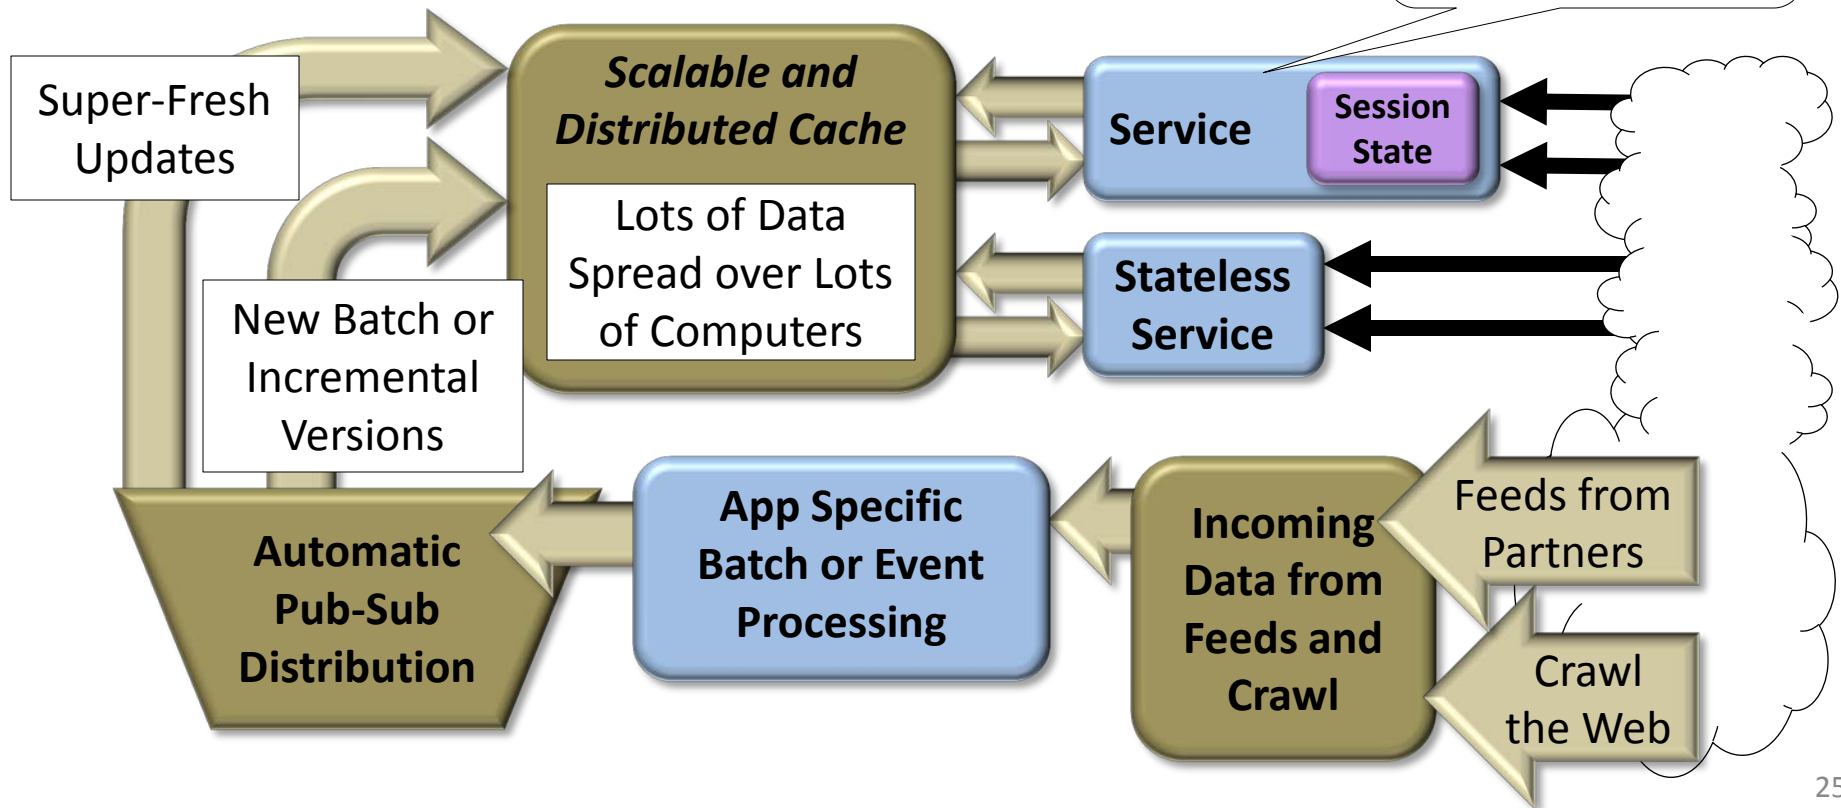 Super-Fresh
Updates
New Batch or
Incremental
Versions
Scalable and
Distributed Cache
Lots of Data
Spread over Lots
of Computers
Service
Session
State
Stateless
Service
Automatic
Pub-Sub
Distribution
App Specific
Batch or Event
Processing
Incoming
Data from
Feeds and
Crawl
Feeds from
Partners
Crawl
the Web
25